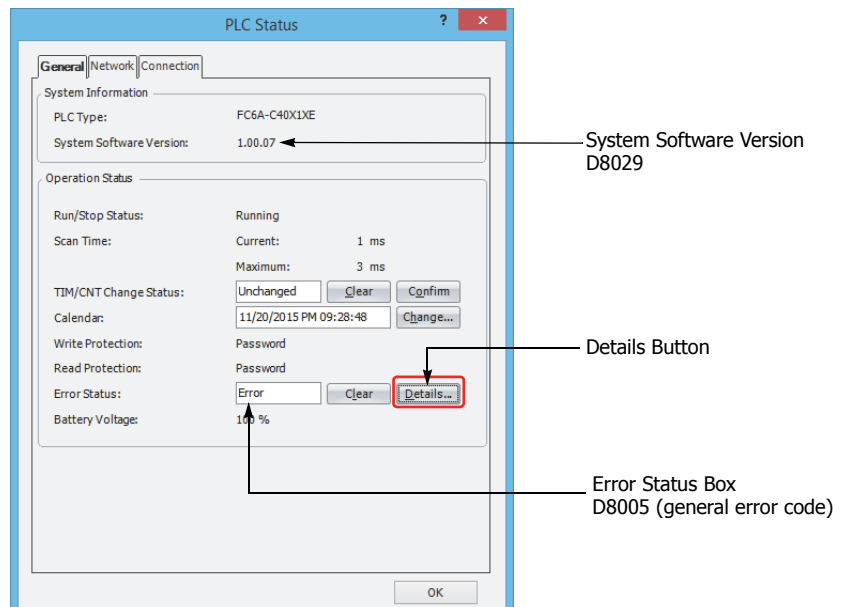 PLC Status
? ×
General Network Connection
System Information
PLC Type: FC6A-C40X1XE
System Software Version: 1.00.07
System Software Version
D8029
Operation Status
Run/Stop Status: Running
Scan Time: Current: 1 ms
Maximum: 3 ms
TIM/CNT Change Status: Unchanged Clear Confirm
Calendar: 11/20/2015 PM 09:28:48 Change...
Write Protection: Password
Details Button
Read Protection: Password
Error Status: Error Clear Details...
Battery Voltage: 100 %
Error Status Box
D8005 (general error code)
OK